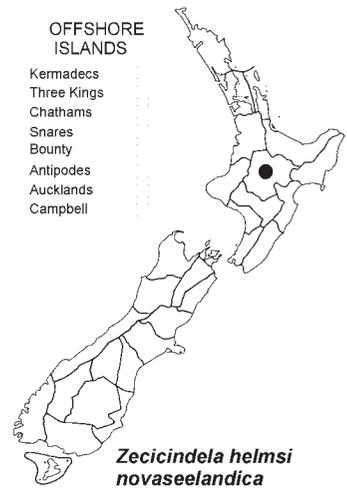 OFFSHORE
ISLANDS
Kermadecs
Three Kings
Chathams
Snares
Bounty
Antipodes
Aucklands
Campbell
Zecicindela helmsi
novaseelandica